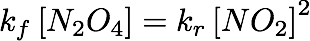 k_f [N_2O_4] = k_r [NO_2]^2